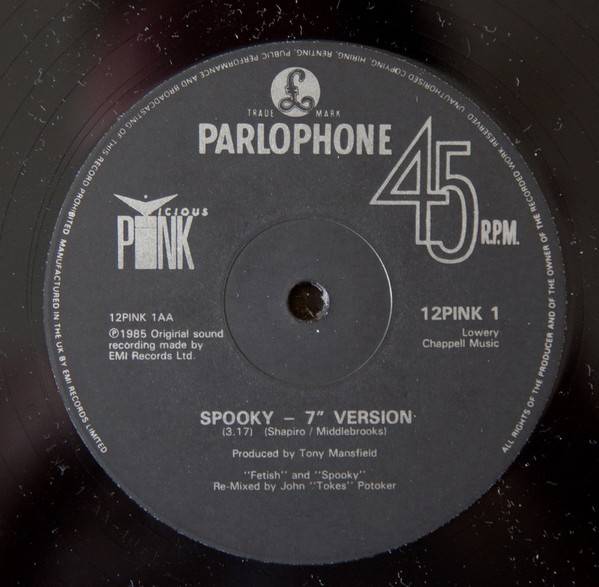 UNAUTHORISED COPYING, HIRING, RENTING, PUBLIC PERFORMANCE AND BROADCASTING OF THIS RECORD PROHIBITED
MANUFACTURED IN THE UK BY EMI RECORDS LIMITED
ALL RIGHTS OF THE PRODUCER AND OF THE OWNER OF THE RECORDED WORK RESERVED
£
TRADE MARK
PARLOPHONE
45 R.P.M.
VICIOUS
PINK
12PINK 1AA
℗1985 Original sound
recording made by
EMI Records Ltd.
12PINK 1
Lowery
Chappell Music
SPOOKY – 7" VERSION
(3.17) (Shapiro / Middlebrooks)
Produced by Tony Mansfield
"Fetish" and "Spooky"
Re-Mixed by John "Tokes" Potoker